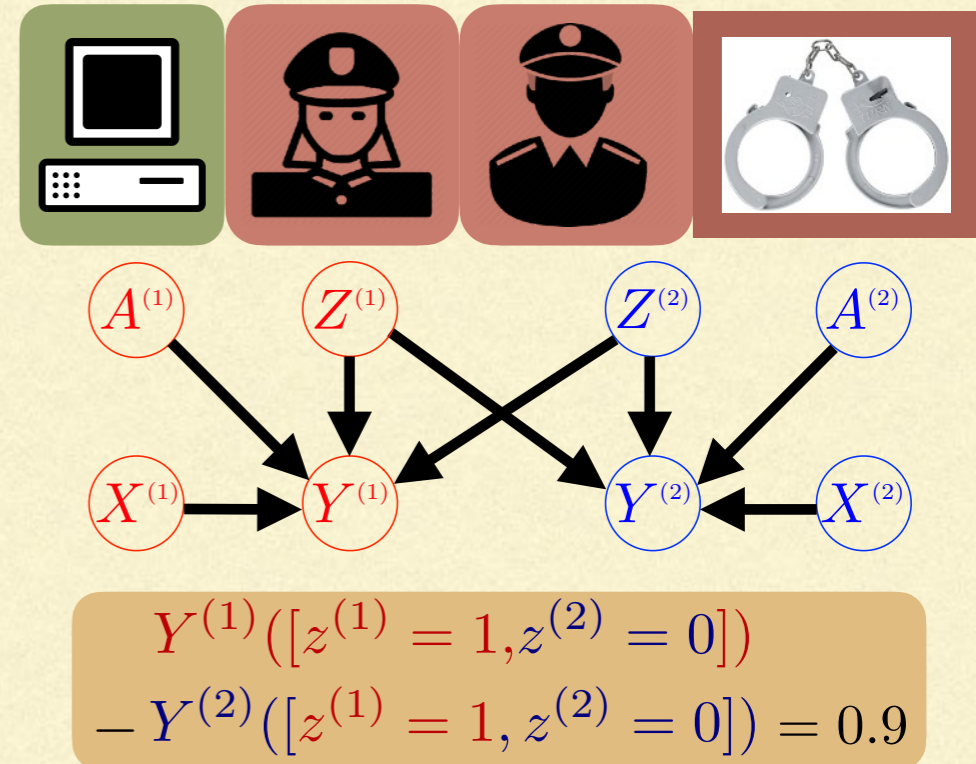 A⁽¹⁾ Z⁽¹⁾ Z⁽²⁾ A⁽²⁾
X⁽¹⁾ Y⁽¹⁾ Y⁽²⁾ X⁽²⁾
Y⁽¹⁾([z⁽¹⁾ = 1,z⁽²⁾ = 0])
− Y⁽²⁾([z⁽¹⁾ = 1, z⁽²⁾ = 0]) = 0.9